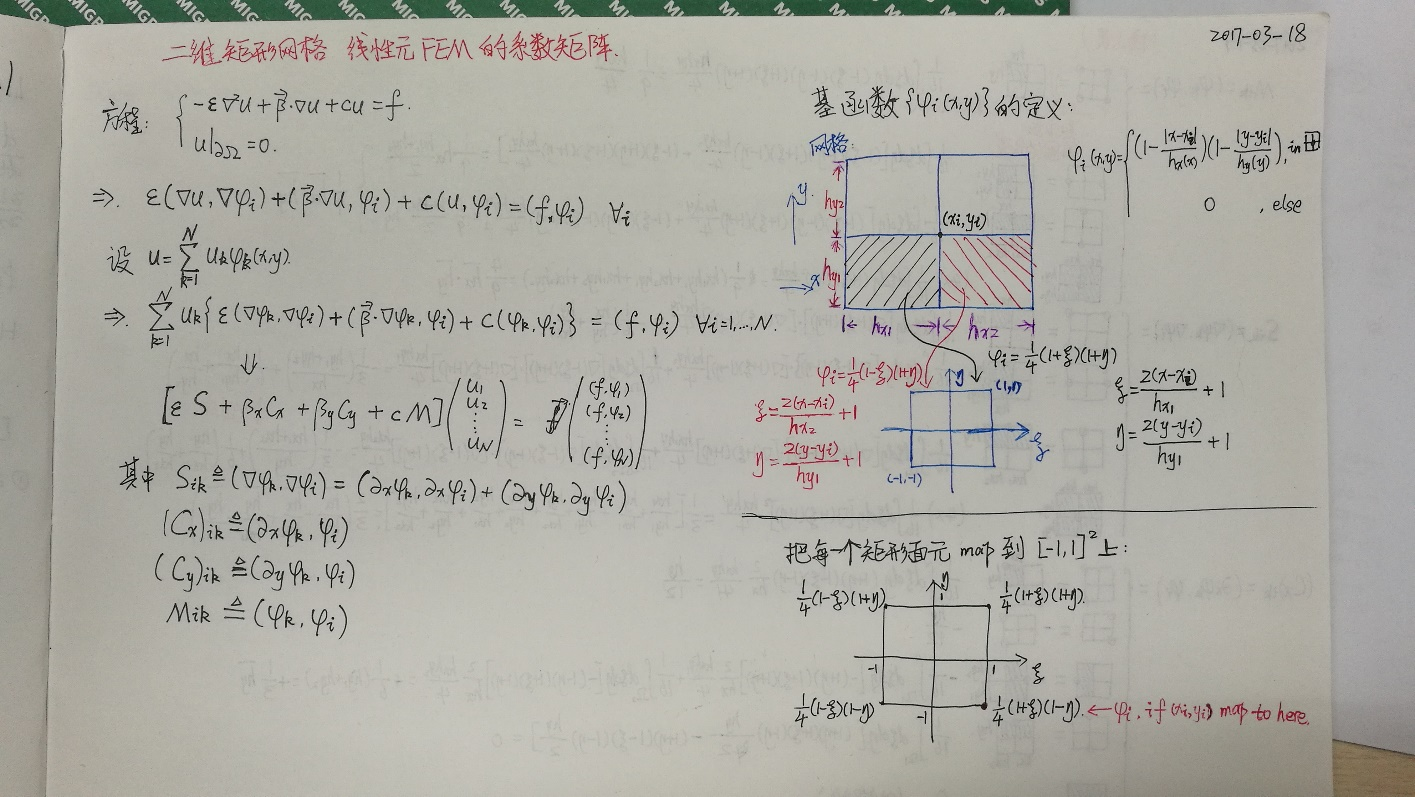 2017-03-18
二维矩形网格 线性元FEM的系数矩阵.
方程: { -ε∇²u + β⃗·∇u + cu = f.
u|∂Ω = 0.
⇒. ε(∇u, ∇φi) + (β⃗·∇u, φi) + c(u, φi) = (f, φi) ∀i
设 u = Σ_{k=1}^{N} uk φk(x,y).
⇒. Σ_{k=1}^{N} uk{ε(∇φk, ∇φi) + (β⃗·∇φk, φi) + c(φk, φi)} = (f, φi) ∀i=1,...,N.
⇓.
[ε S + βxCx + βyCy + cM] (u1 u2 ⋮ uN) = ((f,φ1) (f,φ2) ⋮ (f,φN))
其中 Sik ≜ (∇φk, ∇φi) = (∂xφk, ∂xφi) + (∂yφk, ∂yφi)
(Cx)ik ≜ (∂xφk, φi)
(Cy)ik ≜ (∂yφk, φi)
Mik ≜ (φk, φi)
基函数{φi(x,y)}的定义:
网格:
φi(x,y) = { (1-|x-xi|/hx(x))(1-|y-yi|/hy(y)), in 田
0 , else
y
hy2
(xi,yi)
hy1
x
hx1 hx2
φi=1/4(1+ξ)(1+η)
φi=1/4(1-ξ)(1+η)
η
(1,1)
ξ=2(x-xi)/hx1 + 1
ξ=2(x-xi)/hx2 +1
ξ
η=2(y-yi)/hy1 + 1
η=2(y-yi)/hy1 +1
(-1,-1)
把每一个矩形面元 map 到 [-1,1]² 上:
η
1/4(1-ξ)(1+η)
1
1/4(1+ξ)(1+η).
-1
1
ξ
1/4(1-ξ)(1-η)
-1
1/4(1+ξ)(1-η). ← φi, if (xi,yi) map to here.